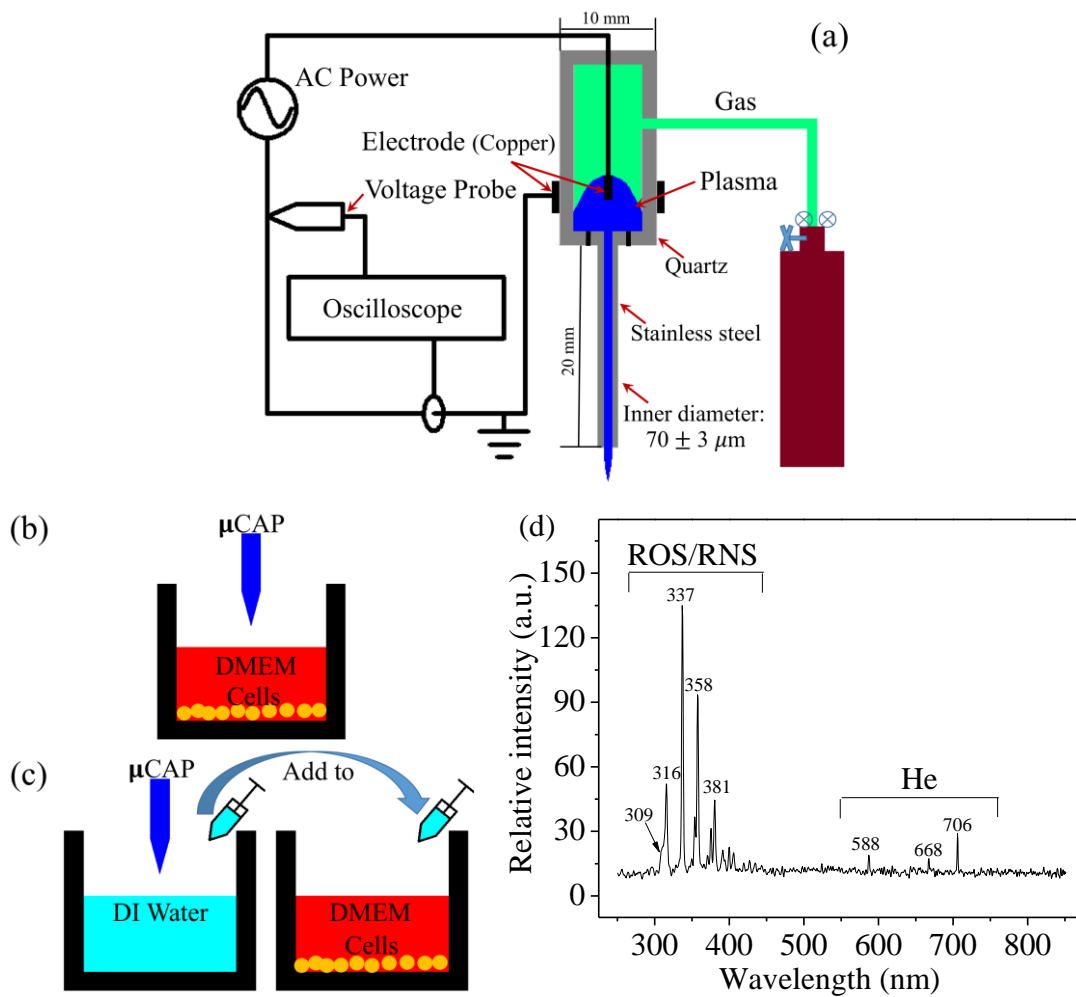 10 mm
(a)
AC Power
Gas
Electrode (Copper)
Voltage Probe
Plasma
Quartz
Oscilloscope
Stainless steel
20 mm
Inner diameter:
70 ± 3 μm
(b)
μCAP
DMEM
Cells
(c)
μCAP
Add to
DI Water
DMEM
Cells
(d)
ROS/RNS
337
358
316
381
309
He
588
668
706
150
120
90
60
30
0
Relative intensity (a.u.)
300 400 500 600 700 800
Wavelength (nm)